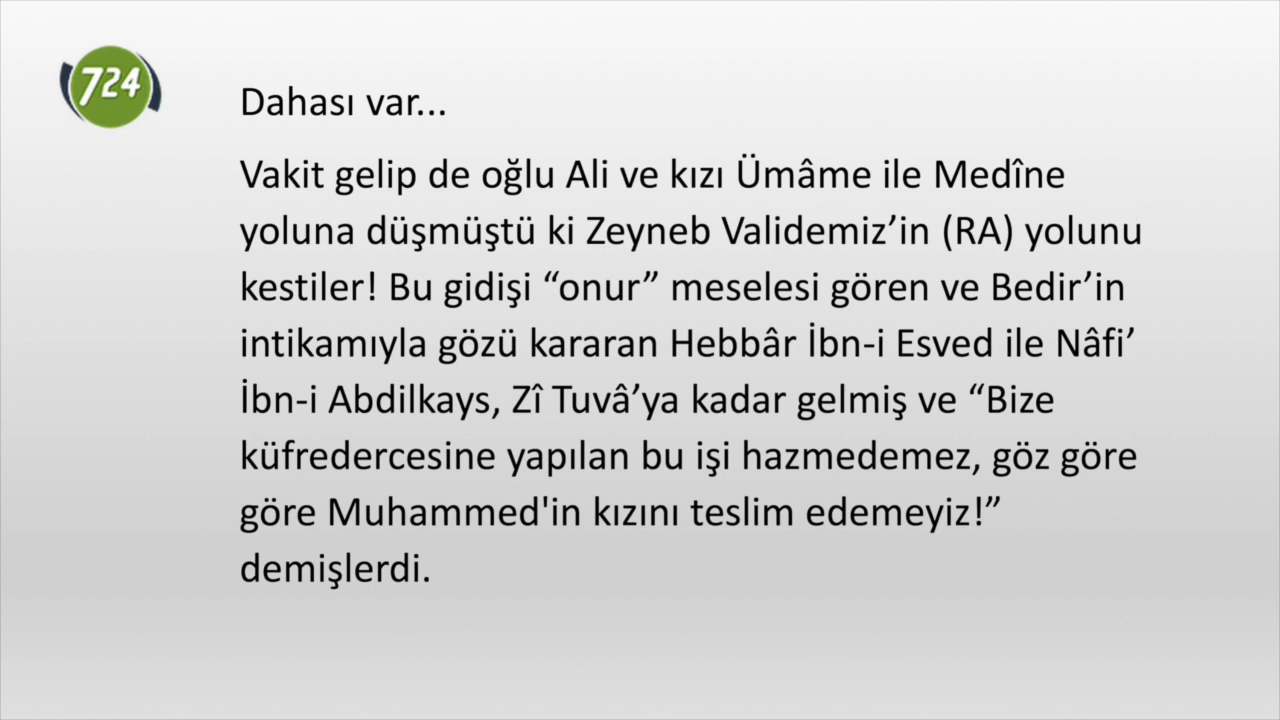 724
Dahası var...
Vakit gelip de oğlu Ali ve kızı Ümâme ile Medîne
yoluna düşmüştü ki Zeyneb Validemiz’in (RA) yolunu
kestiler! Bu gidişi “onur” meselesi gören ve Bedir’in
intikamıyla gözü kararan Hebbâr İbn-i Esved ile Nâfi’
İbn-i Abdilkays, Zî Tuvâ’ya kadar gelmiş ve “Bize
küfredercesine yapılan bu işi hazmedemez, göz göre
göre Muhammed'in kızını teslim edemeyiz!”
demişlerdi.